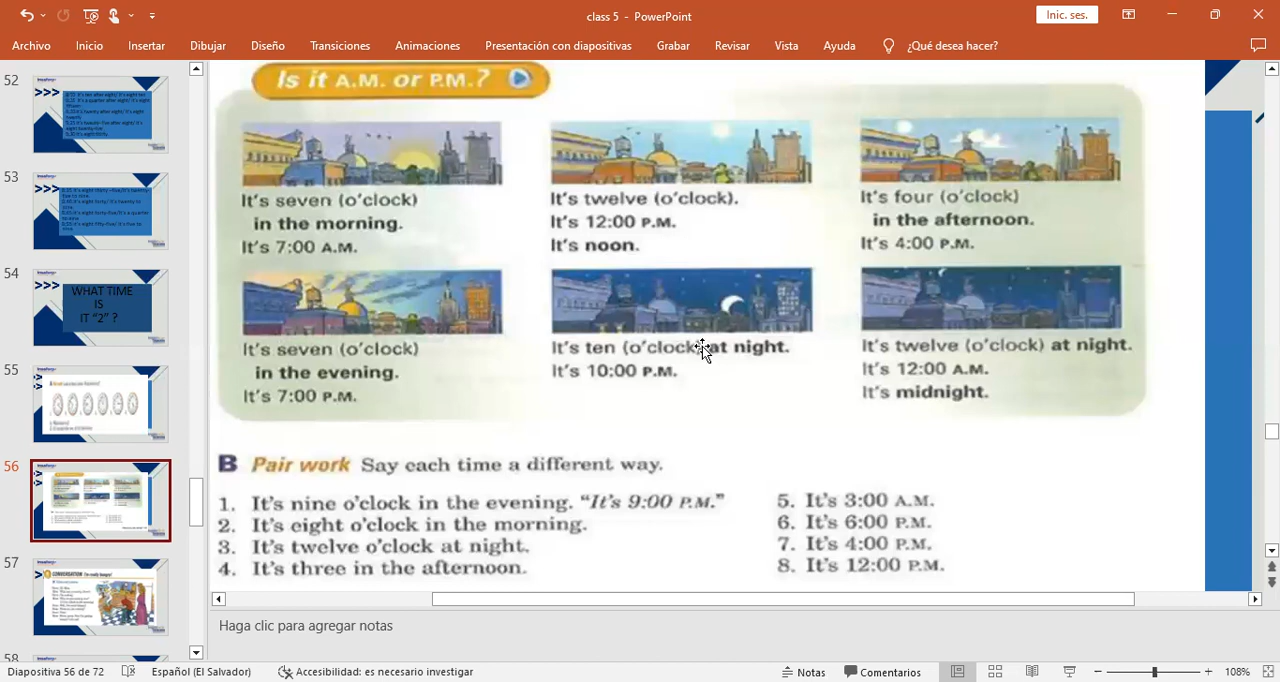 class 5 - PowerPoint
Inic. ses.
Archivo Inicio Insertar Dibujar Diseño Transiciones Animaciones Presentación con diapositivas Grabar Revisar Vista Ayuda ¿Qué desea hacer?
52
53
54
WHAT TIME
IS
IT “2” ?
55
56
57
58
Is it A.M. or P.M.?
It's seven (o'clock)
in the morning.
It's 7:00 A.M.
It's twelve (o'clock).
It's 12:00 P.M.
It's noon.
It's four (o'clock)
in the afternoon.
It's 4:00 P.M.
It's seven (o'clock)
in the evening.
It's 7:00 P.M.
It's ten (o'clock) at night.
It's 10:00 P.M.
It's twelve (o'clock) at night.
It's 12:00 A.M.
It's midnight.
B Pair work Say each time a different way.
1. It's nine o'clock in the evening. “It's 9:00 P.M.”
2. It's eight o'clock in the morning.
3. It's twelve o'clock at night.
4. It's three in the afternoon.
5. It's 3:00 A.M.
6. It's 6:00 P.M.
7. It's 4:00 P.M.
8. It's 12:00 P.M.
Haga clic para agregar notas
Diapositiva 56 de 72 Español (El Salvador) Accesibilidad: es necesario investigar Notas Comentarios 108%